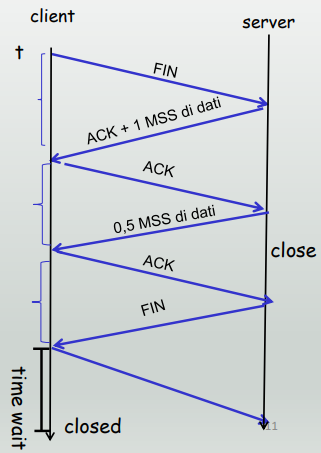 client
server
t
FIN
ACK + 1 MSS di dati
ACK
0,5 MSS di dati
close
ACK
FIN
time wait
closed
11